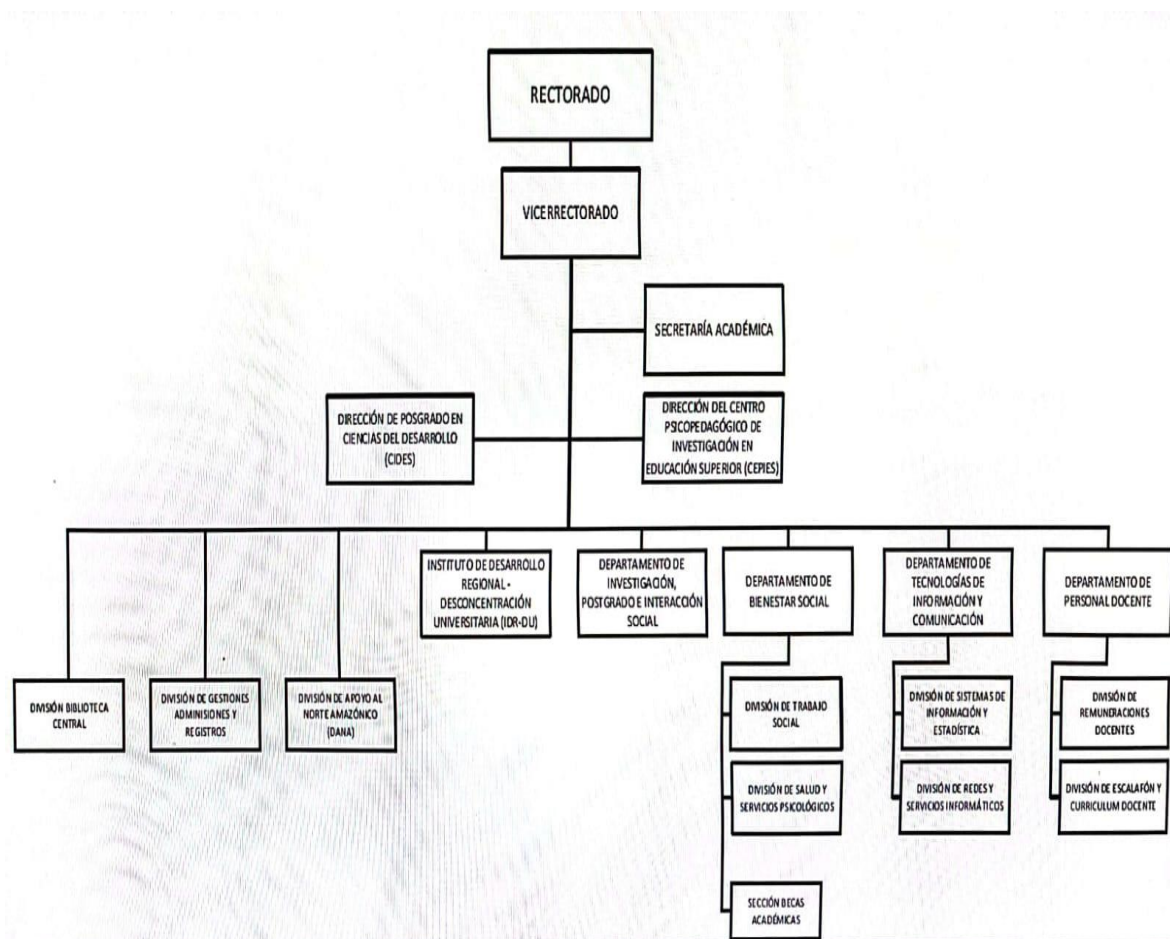 RECTORADO
VICERRECTORADO
SECRETARÍA ACADÉMICA
DIRECCIÓN DE POSGRADO EN
CIENCIAS DEL DESARROLLO
(CIDES)
DIRECCIÓN DEL CENTRO
PSICOPEDAGÓGICO DE
INVESTIGACIÓN EN
EDUCACIÓN SUPERIOR (CEPIES)
INSTITUTO DE DESARROLLO
REGIONAL -
DESCONCENTRACIÓN
UNIVERSITARIA (IDR-DU)
DEPARTAMENTO DE
INVESTIGACIÓN,
POSTGRADO E INTERACCIÓN
SOCIAL
DEPARTAMENTO DE
BIENESTAR SOCIAL
DEPARTAMENTO DE
TECNOLOGÍAS DE
INFORMACIÓN Y
COMUNICACIÓN
DEPARTAMENTO DE
PERSONAL DOCENTE
DIVISIÓN BIBLIOTECA
CENTRAL
DIVISIÓN DE GESTIONES
ADMINISIONES Y
REGISTROS
DIVISIÓN DE APOYO AL
NORTE AMAZÓNICO
(DANA)
DIVISIÓN DE TRABAJO
SOCIAL
DIVISIÓN DE SISTEMAS DE
INFORMACIÓN Y
ESTADÍSTICA
DIVISIÓN DE
REMUNERACIONES
DOCENTES
DIVISIÓN DE SALUD Y
SERVICIOS PSICOLÓGICOS
DIVISIÓN DE REDES Y
SERVICIOS INFORMÁTICOS
DIVISIÓN DE ESCALAFÓN Y
CURRICULUM DOCENTE
SECCIÓN BECAS
ACADÉMICAS